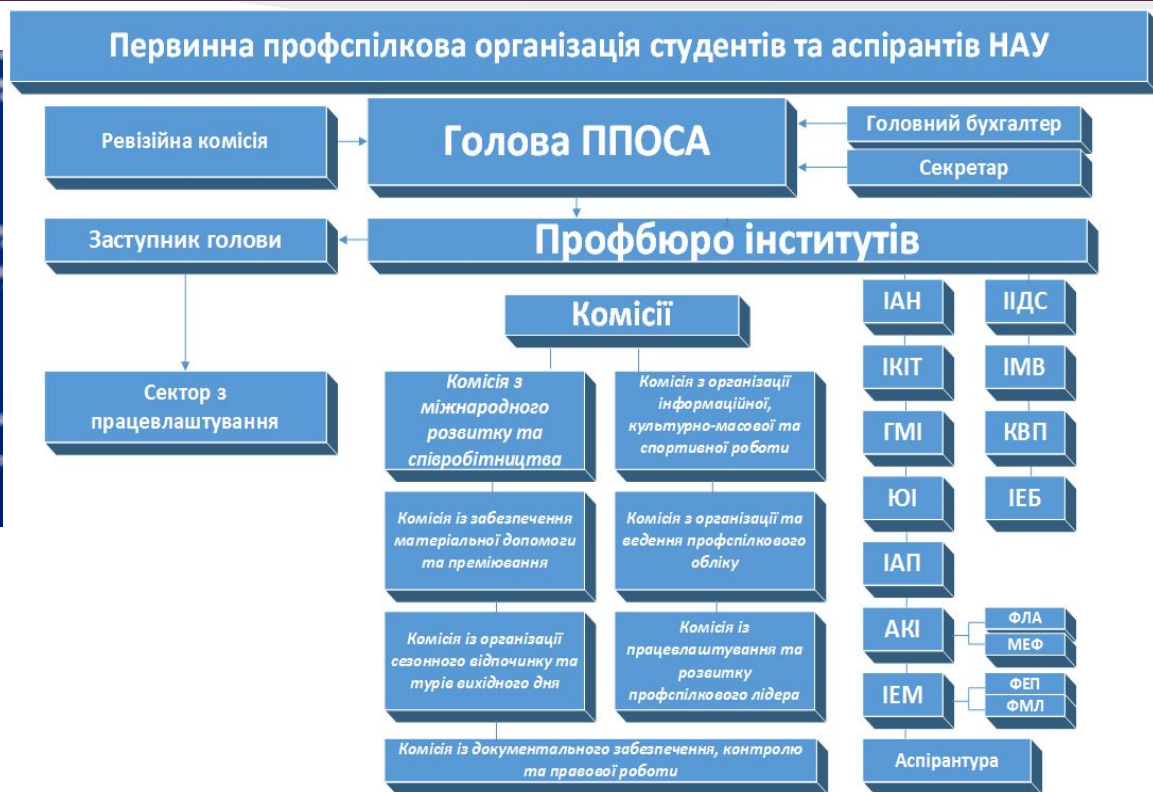 Первинна профспілкова організація студентів та аспірантів НАУ
Ревізійна комісія
Голова ППОСА
Головний бухгалтер
Секретар
Заступник голови
Профбюро інститутів
Сектор з
працевлаштування
Комісії
Комісія з
міжнародного
розвитку та
співробітництва
Комісія з організації
інформаційної,
культурно-масової та
спортивної роботи
Комісія із забезпечення
матеріальної допомоги
та преміювання
Комісія з організації та
ведення профспілкового
обліку
Комісія із організації
сезонного відпочинку та
турів вихідного дня
Комісія із
працевлаштування та
розвитку
профспілкового лідера
Комісія із документального забезпечення, контролю
та правової роботи
ІАН
ІІДС
ІКІТ
ІМВ
ГМІ
КВП
ЮІ
ІЕБ
ІАП
АКІ
ФЛА
МЕФ
ІЕМ
ФЕП
ФМЛ
Аспірантура